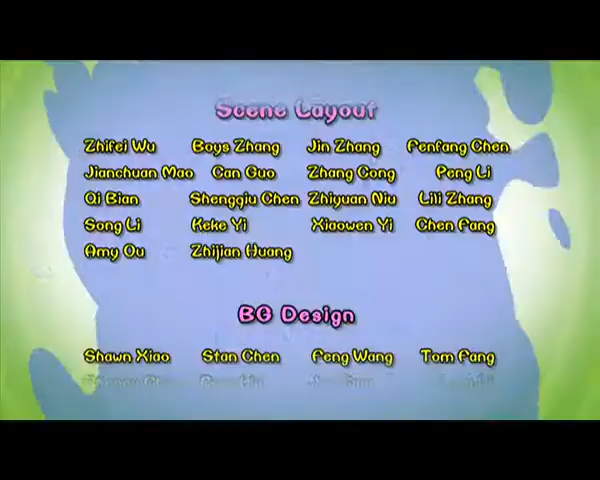 Scene Layout
Zhifei Wu Boys Zhang Jin Zhang Fenfang Chen
Jianchuan Mao Can Guo Zhang Cong Peng Li
Qi Bian Shengqiu Chen Zhiyuan Niu Lili Zhang
Song Li Keke Yi Xiaowen Yi Chen Fang
Amy Ou Zhijian Huang
BG Design
Shawn Xiao Stan Chen Feng Wang Tom Fang